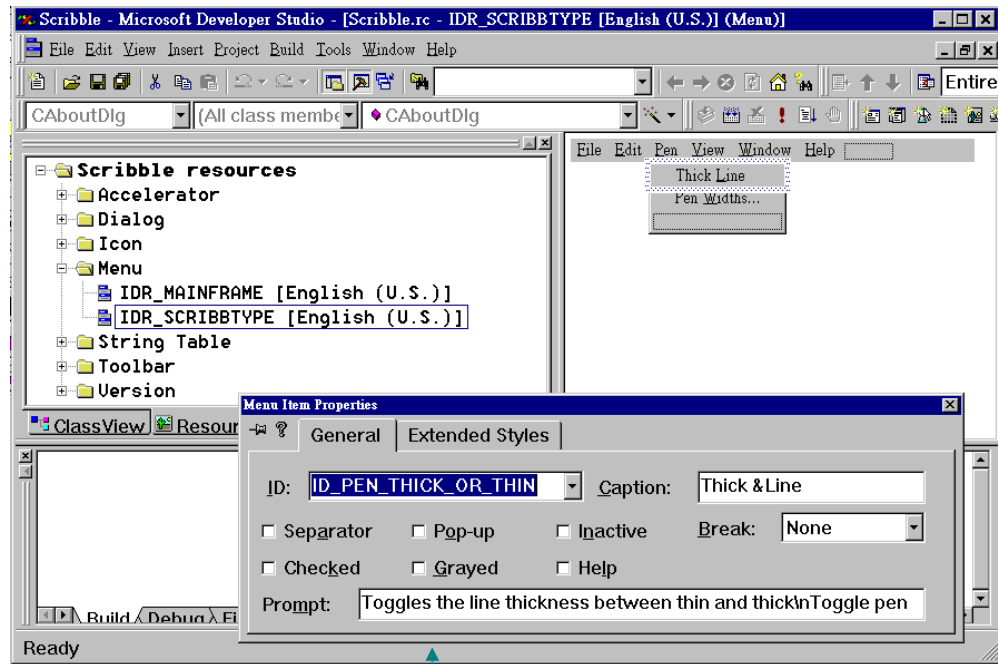 Scribble - Microsoft Developer Studio - [Scribble.rc - IDR_SCRIBBTYPE [English (U.S.)] (Menu)]
File Edit View Insert Project Build Tools Window Help
Entire
CAboutDlg (All class membe CAboutDlg
Scribble resources
Accelerator
Dialog
Icon
Menu
IDR_MAINFRAME [English (U.S.)]
IDR_SCRIBBTYPE [English (U.S.)]
String Table
Toolbar
Version
ClassView Resour
File Edit Pen View Window Help
Thick Line
Pen Widths...
Menu Item Properties
General Extended Styles
ID: ID_PEN_THICK_OR_THIN Caption: Thick &Line
Separator Pop-up Inactive Break: None
Checked Grayed Help
Prompt: Toggles the line thickness between thin and thick\nToggle pen
Build Debug Fi
Ready